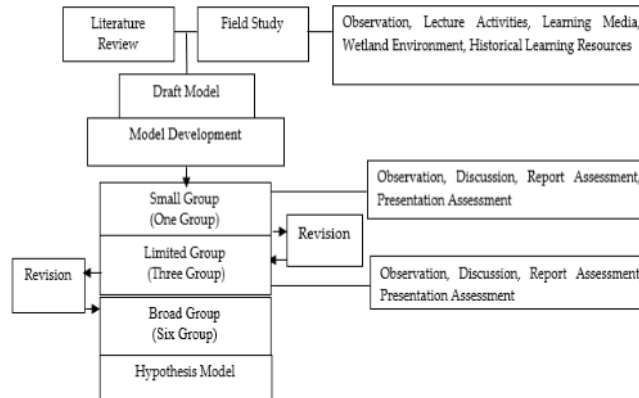 Literature
Review
Field Study
Observation, Lecture Activities, Learning Media,
Wetland Environment, Historical Learning Resources
Draft Model
Model Development
Small Group
(One Group)
Observation, Discussion, Report Assessment,
Presentation Assessment
Revision
Limited Group
(Three Group)
Revision
Observation, Discussion, Report Assessment
Presentation Assessment
Broad Group
(Six Group)
Hypothesis Model